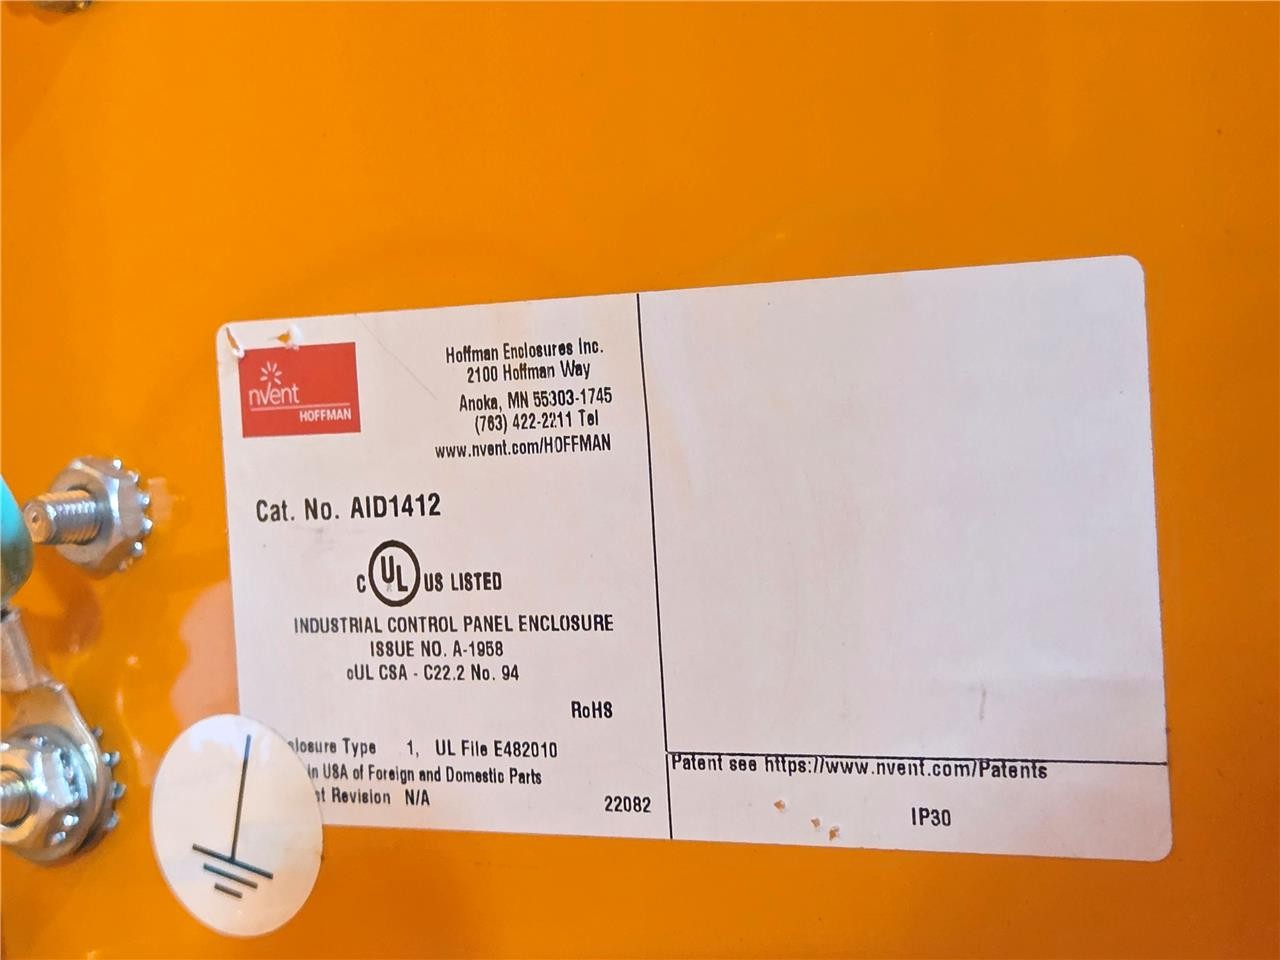 nvent
HOFFMAN
Hoffman Enclosures Inc.
2100 Hoffman Way
Anoka, MN 55303-1745
(763) 422-2211 Tel
www.nvent.com/HOFFMAN
Cat. No. AID1412
C UL US LISTED
INDUSTRIAL CONTROL PANEL ENCLOSURE
ISSUE NO. A-1958
cUL CSA - C22.2 No. 94
RoHS
closure Type 1, UL File E482010
in USA of Foreign and Domestic Parts
Revision N/A
22082
Patent see https://www.nvent.com/Patents
IP30